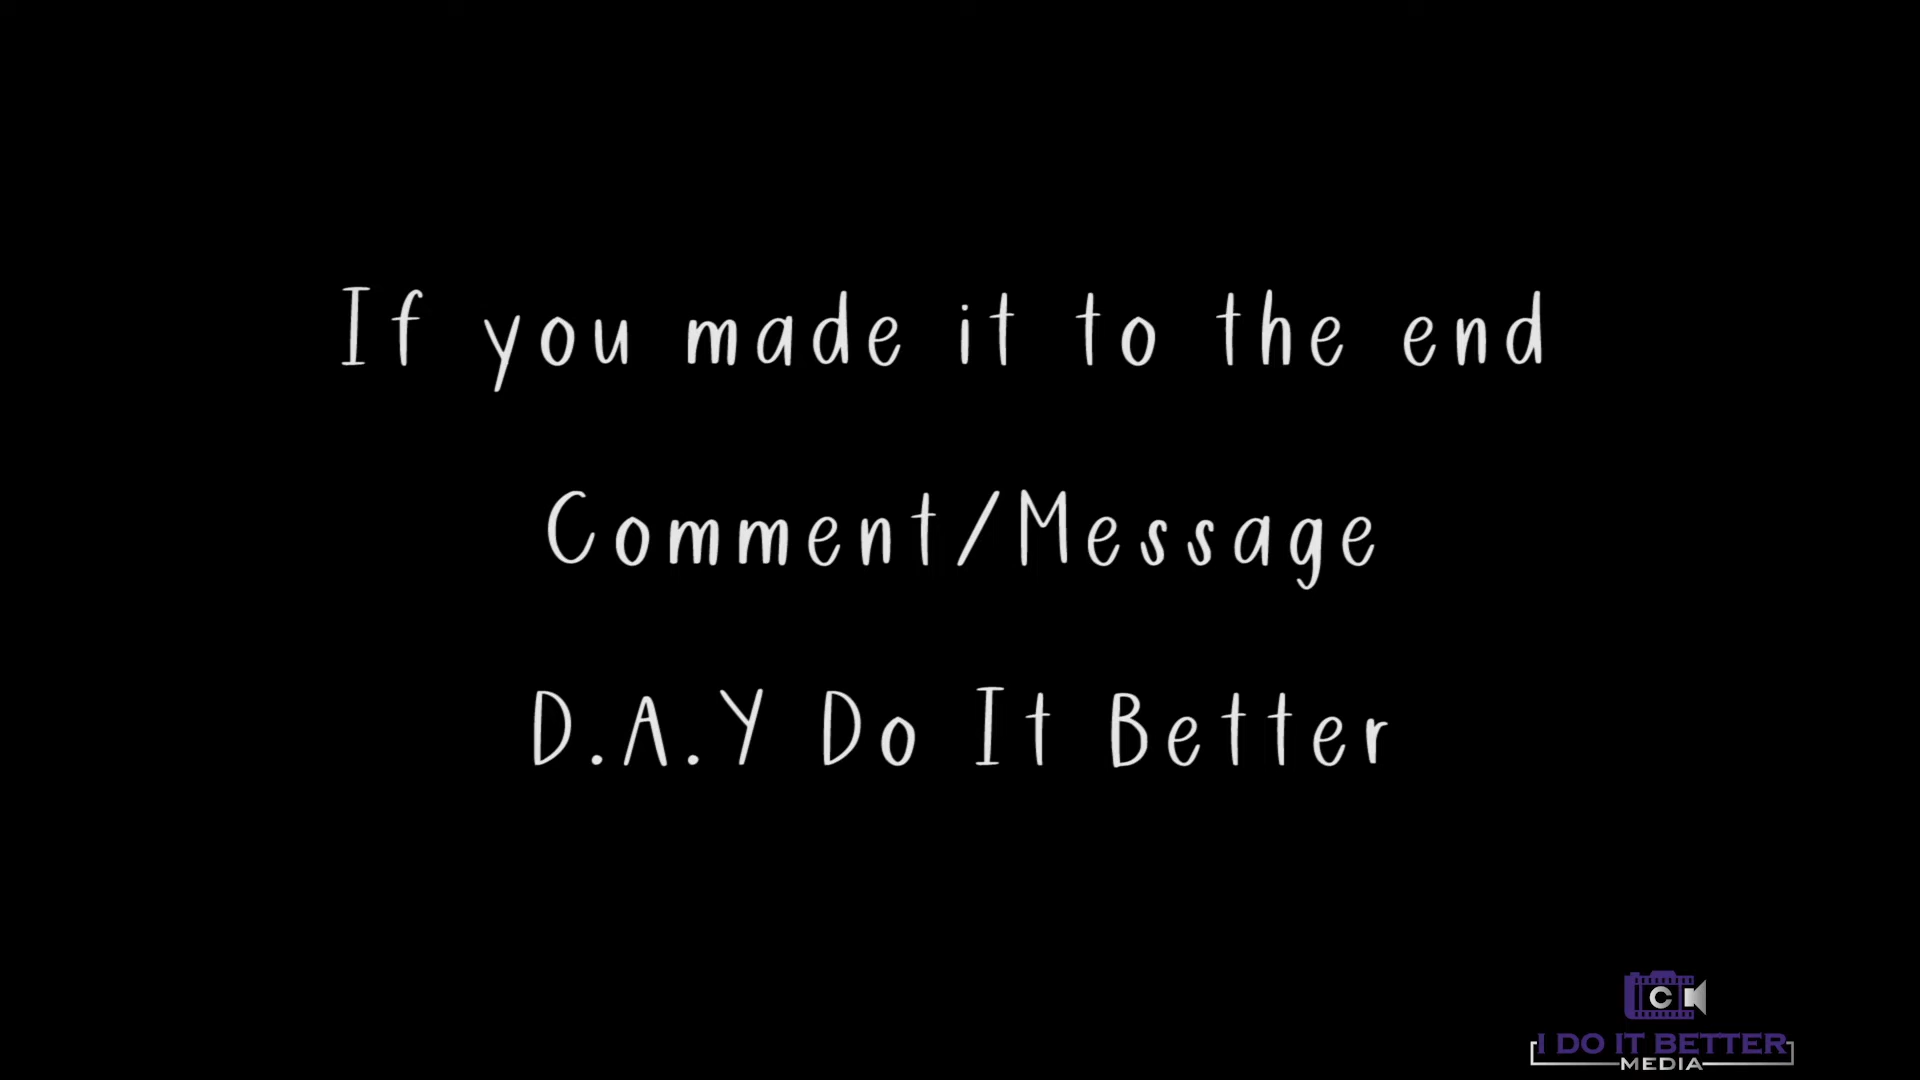 If you made it to the end
Comment/Message
D.A.Y Do It Better
C
I DO IT BETTER
MEDIA